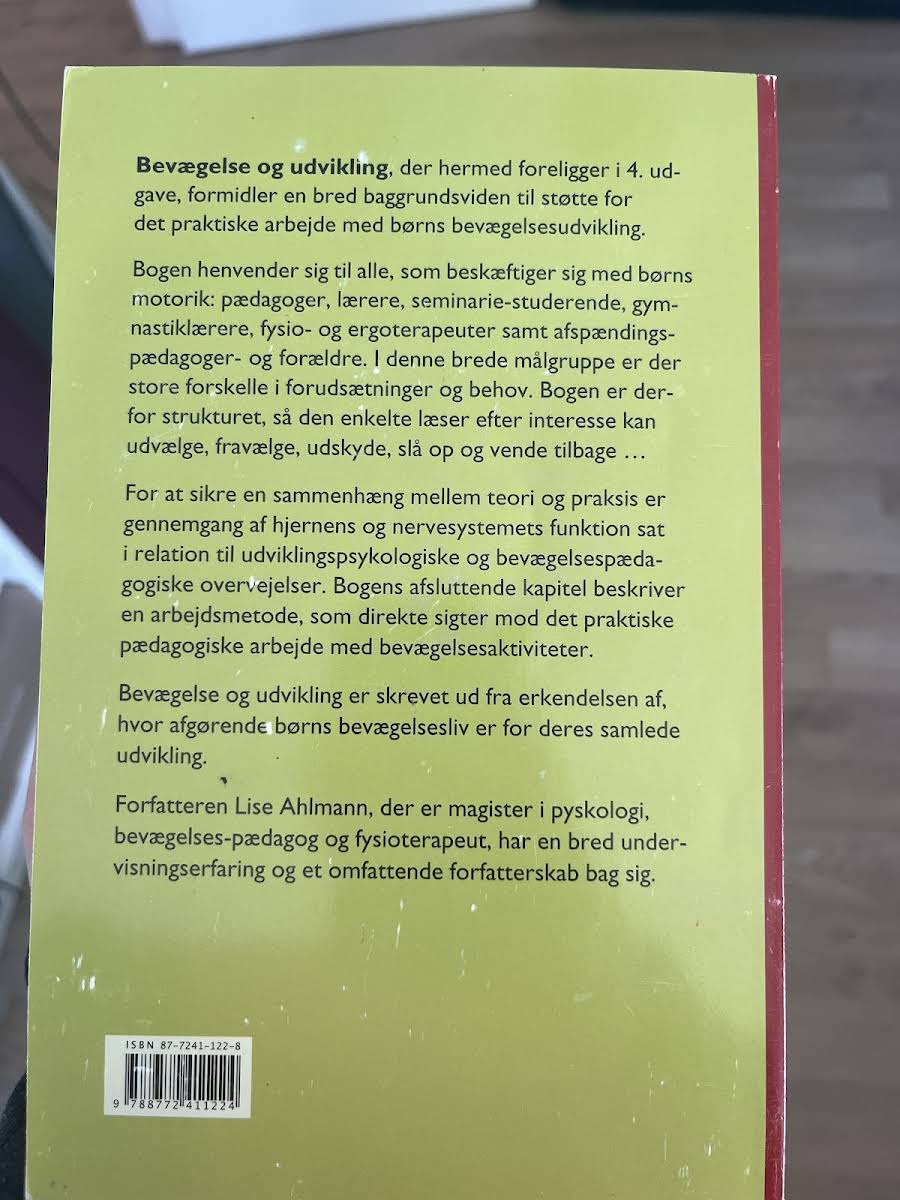 Bevægelse og udvikling, der hermed foreligger i 4. ud-
gave, formidler en bred baggrundsviden til støtte for
det praktiske arbejde med børns bevægelsesudvikling.
Bogen henvender sig til alle, som beskæftiger sig med børns
motorik: pædagoger, lærere, seminarie-studerende, gym-
nastiklærere, fysio- og ergoterapeuter samt afspændings-
pædagoger- og forældre. I denne brede målgruppe er der
store forskelle i forudsætninger og behov. Bogen er der-
for struktureret, så den enkelte læser efter interesse kan
udvælge, fravælge, udskyde, slå op og vende tilbage ...
For at sikre en sammenhæng mellem teori og praksis er
gennemgang af hjernens og nervesystemets funktion sat
i relation til udviklingspsykologiske og bevægelsespæda-
gogiske overvejelser. Bogens afsluttende kapitel beskriver
en arbejdsmetode, som direkte sigter mod det praktiske
pædagogiske arbejde med bevægelsesaktiviteter.
Bevægelse og udvikling er skrevet ud fra erkendelsen af,
hvor afgørende børns bevægelsesliv er for deres samlede
udvikling.
Forfatteren Lise Ahlmann, der er magister i pyskologi,
bevægelses-pædagog og fysioterapeut, har en bred under-
visningserfaring og et omfattende forfatterskab bag sig.
ISBN 87-7241-122-8
9 788772 411224